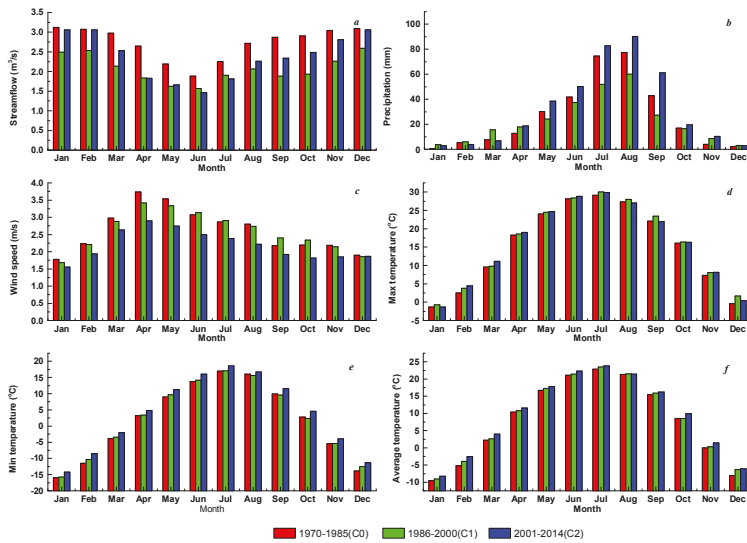 a
3.5
3.0
2.5
2.0
1.5
1.0
0.5
0.0
Streamflow (m³/s)
Jan Feb Mar Apr May Jun Jul Aug Sep Oct Nov Dec
Month
b
100
80
60
40
20
0
Precipitation (mm)
Jan Feb Mar Apr May Jun Jul Aug Sep Oct Nov Dec
Month
c
4.0
3.5
3.0
2.5
2.0
1.5
1.0
0.5
0.0
Wind speed (m/s)
Jan Feb Mar Apr May Jun Jul Aug Sep Oct Nov Dec
Month
d
35
30
25
20
15
10
5
0
-5
Max temperature (°C)
Jan Feb Mar Apr May Jun Jul Aug Sep Oct Nov Dec
Month
e
20
15
10
5
0
-5
-10
-15
-20
Min temperature (°C)
Jan Feb Mar Apr May Jun Jul Aug Sep Oct Nov Dec
Month
f
25
20
15
10
5
0
-5
-10
Average temperature (°C)
Jan Feb Mar Apr May Jun Jul Aug Sep Oct Nov Dec
Month
1970-1985(C0) 1986-2000(C1) 2001-2014(C2)